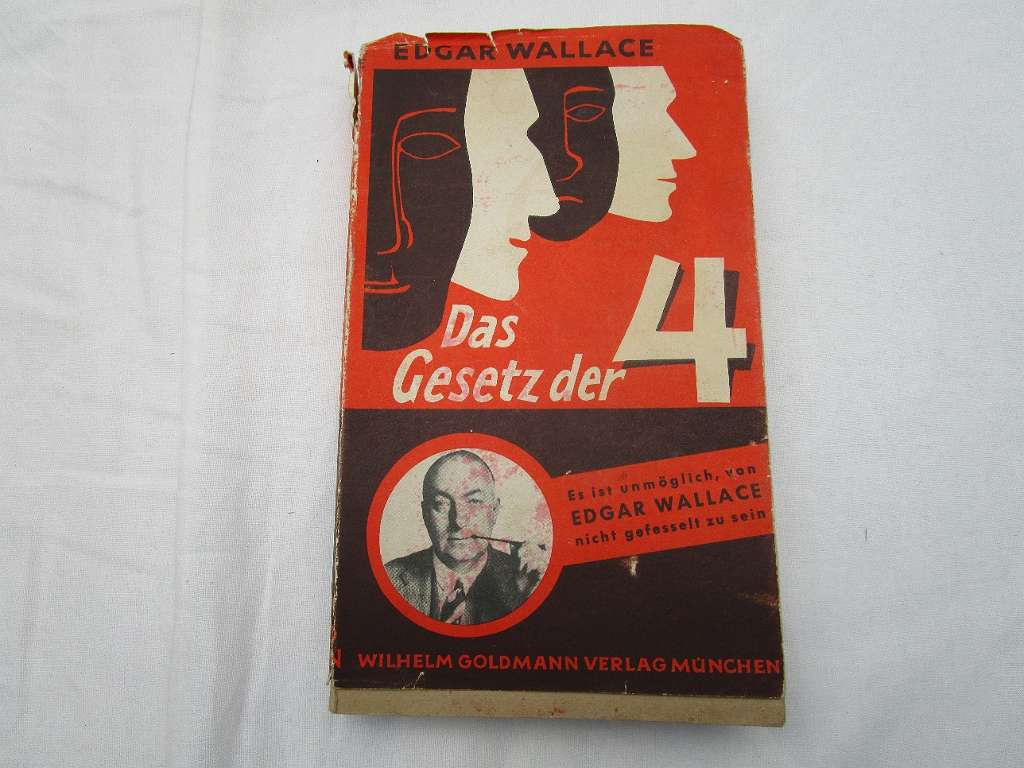 EDGAR WALLACE
Das
Gesetz der 4
Es ist unmöglich, von
EDGAR WALLACE
nicht gefesselt zu sein
N WILHELM GOLDMANN VERLAG MÜNCHEN